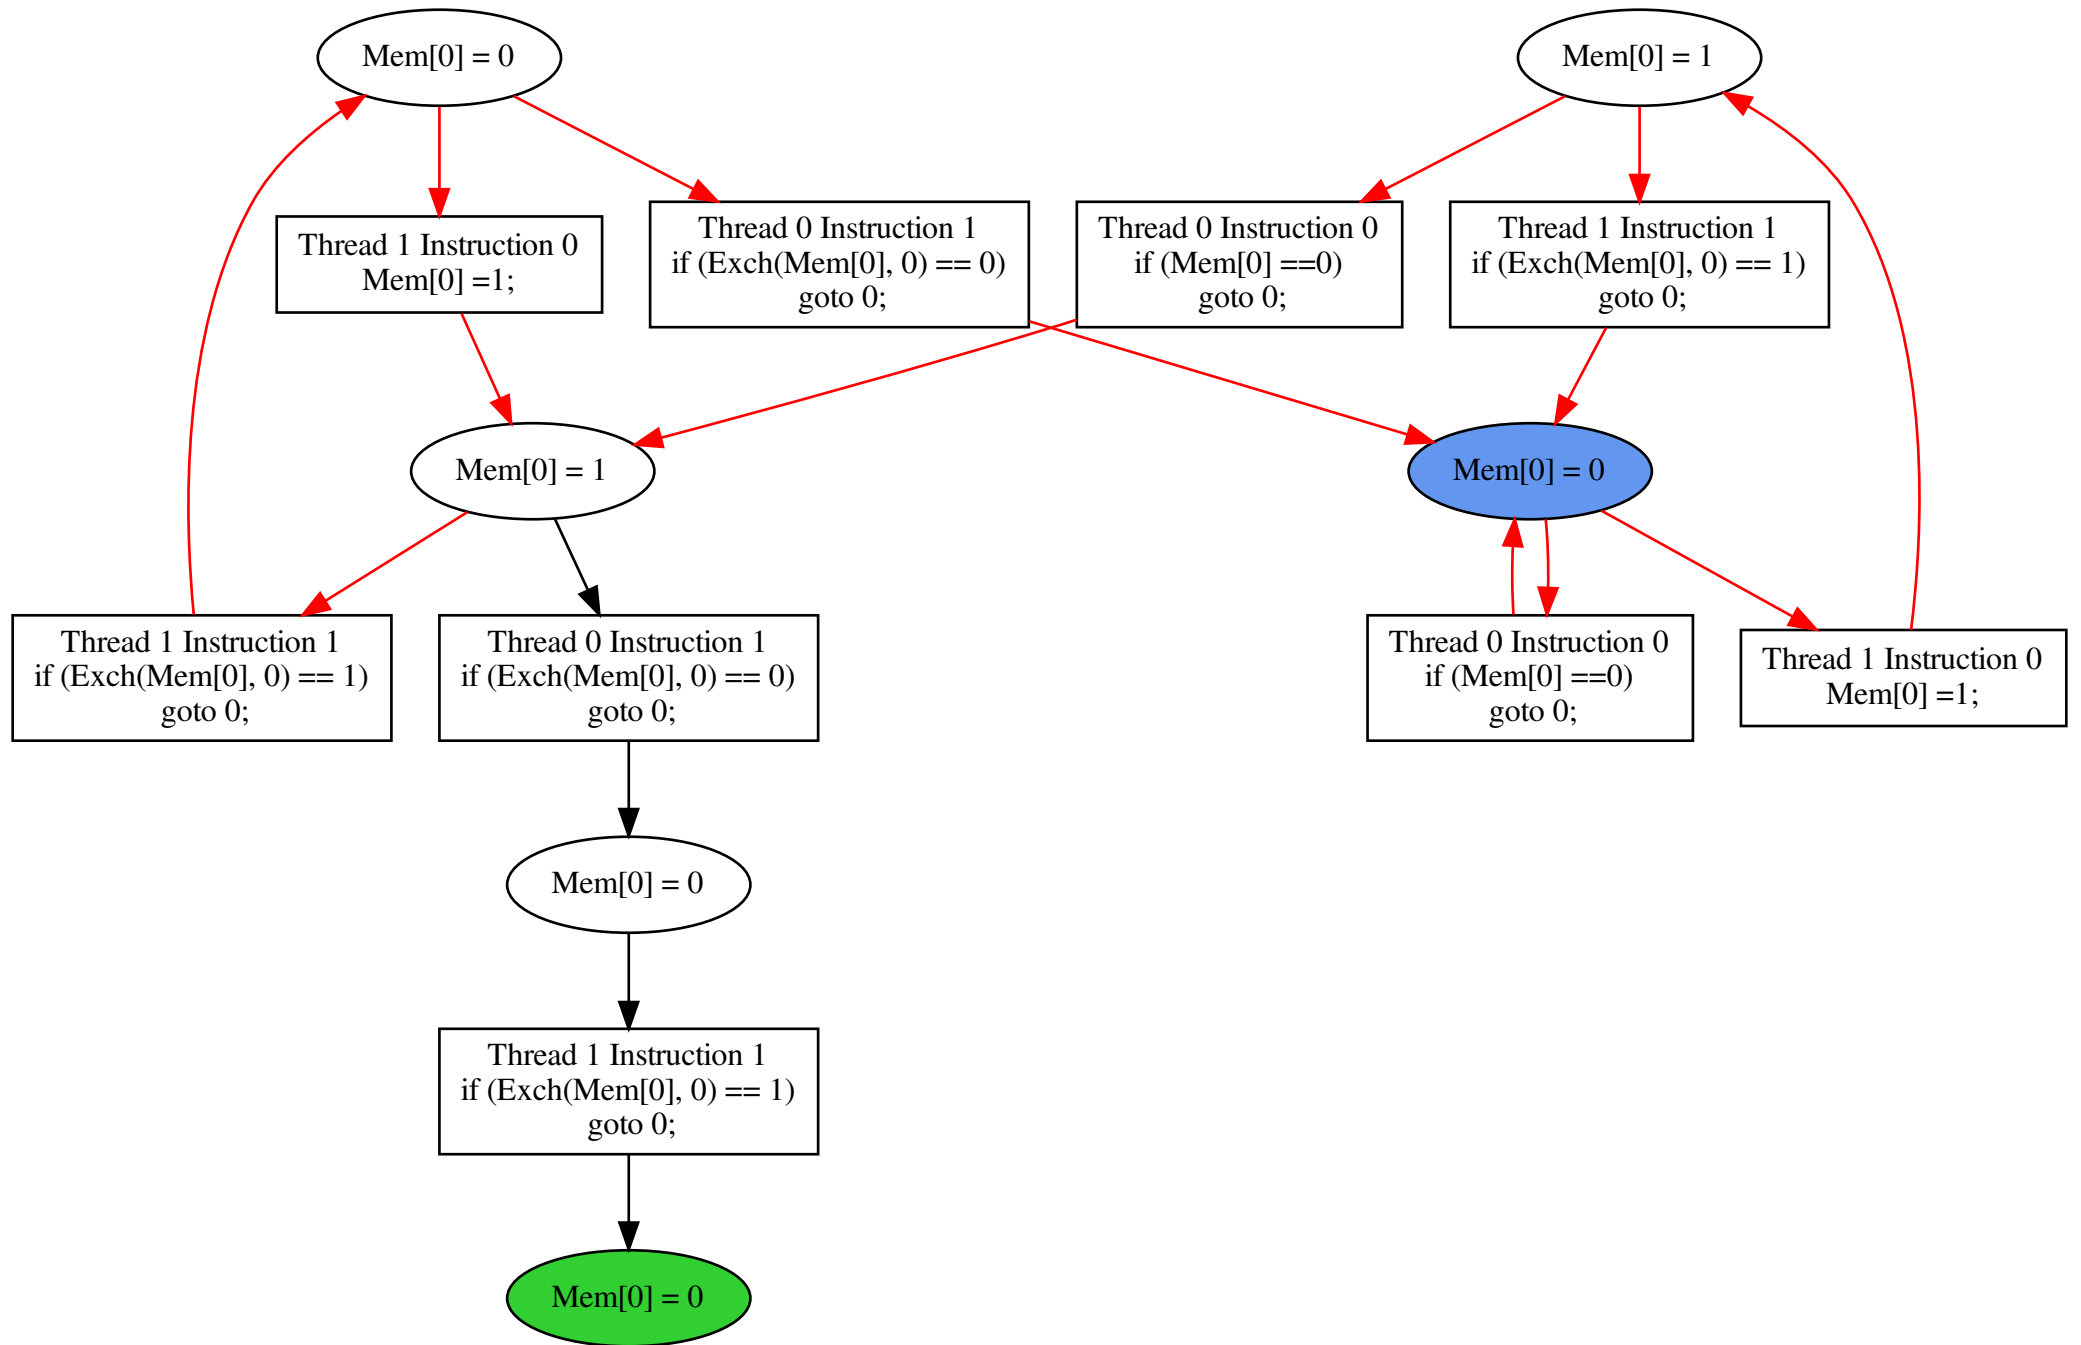 Mem[0] = 0
Mem[0] = 1
Thread 1 Instruction 0
Mem[0] =1;
Thread 0 Instruction 1
if (Exch(Mem[0], 0) == 0)
goto 0;
Thread 0 Instruction 0
if (Mem[0] ==0)
goto 0;
Thread 1 Instruction 1
if (Exch(Mem[0], 0) == 1)
goto 0;
Mem[0] = 1
Mem[0] = 0
Thread 1 Instruction 1
if (Exch(Mem[0], 0) == 1)
goto 0;
Thread 0 Instruction 1
if (Exch(Mem[0], 0) == 0)
goto 0;
Thread 0 Instruction 0
if (Mem[0] ==0)
goto 0;
Thread 1 Instruction 0
Mem[0] =1;
Mem[0] = 0
Thread 1 Instruction 1
if (Exch(Mem[0], 0) == 1)
goto 0;
Mem[0] = 0